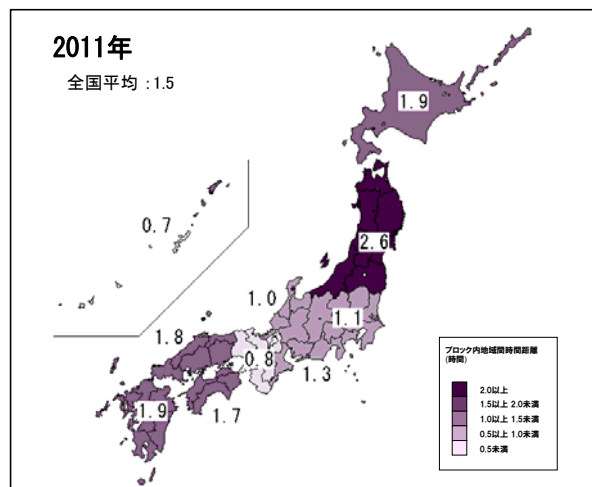 2011年
全国平均 :1.5
1.9
0.7
2.6
1.0
1.1
1.8
0.8
1.3
1.9
1.7
ブロック内地域間時間距離
(時間)
2.0以上
1.5以上 2.0未満
1.0以上 1.5未満
0.5以上 1.0未満
0.5未満